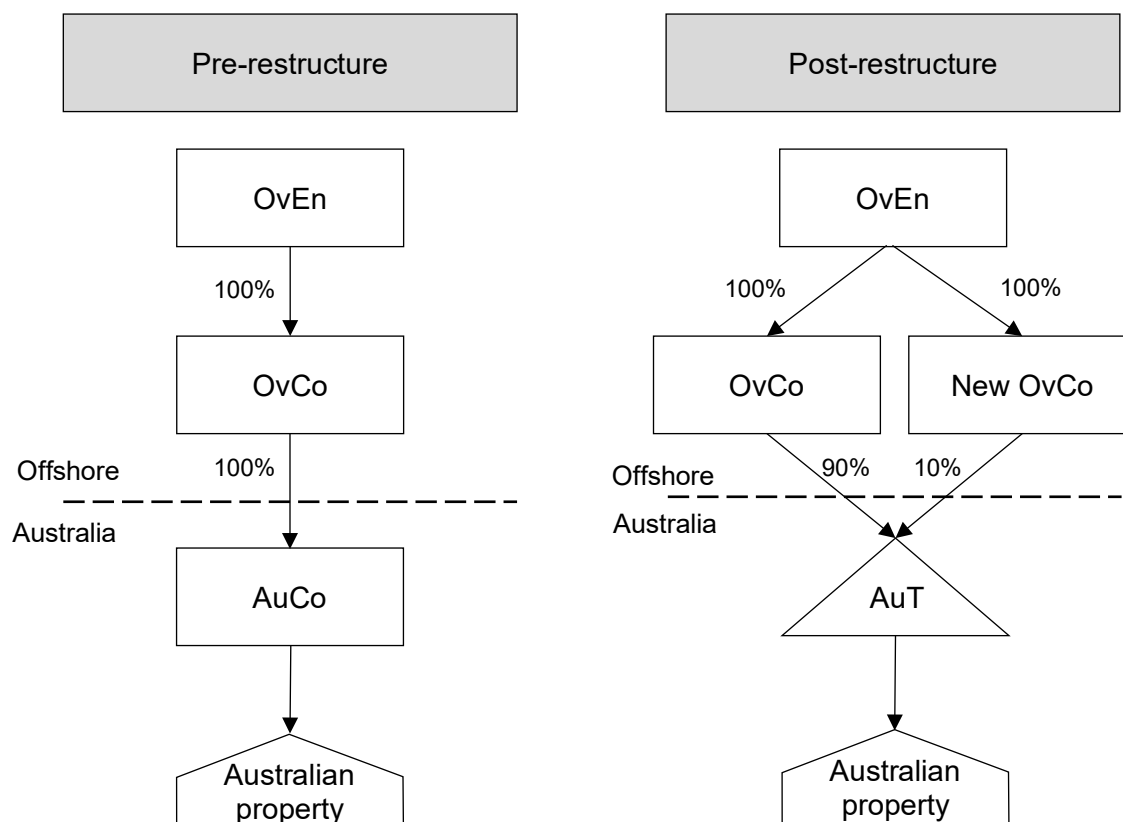 Pre-restructure
OvEn
100%
OvCo
100%
Offshore
Australia
AuCo
Australian
property
Post-restructure
OvEn
100%
100%
OvCo
New OvCo
90%
10%
Offshore
Australia
AuT
Australian
property